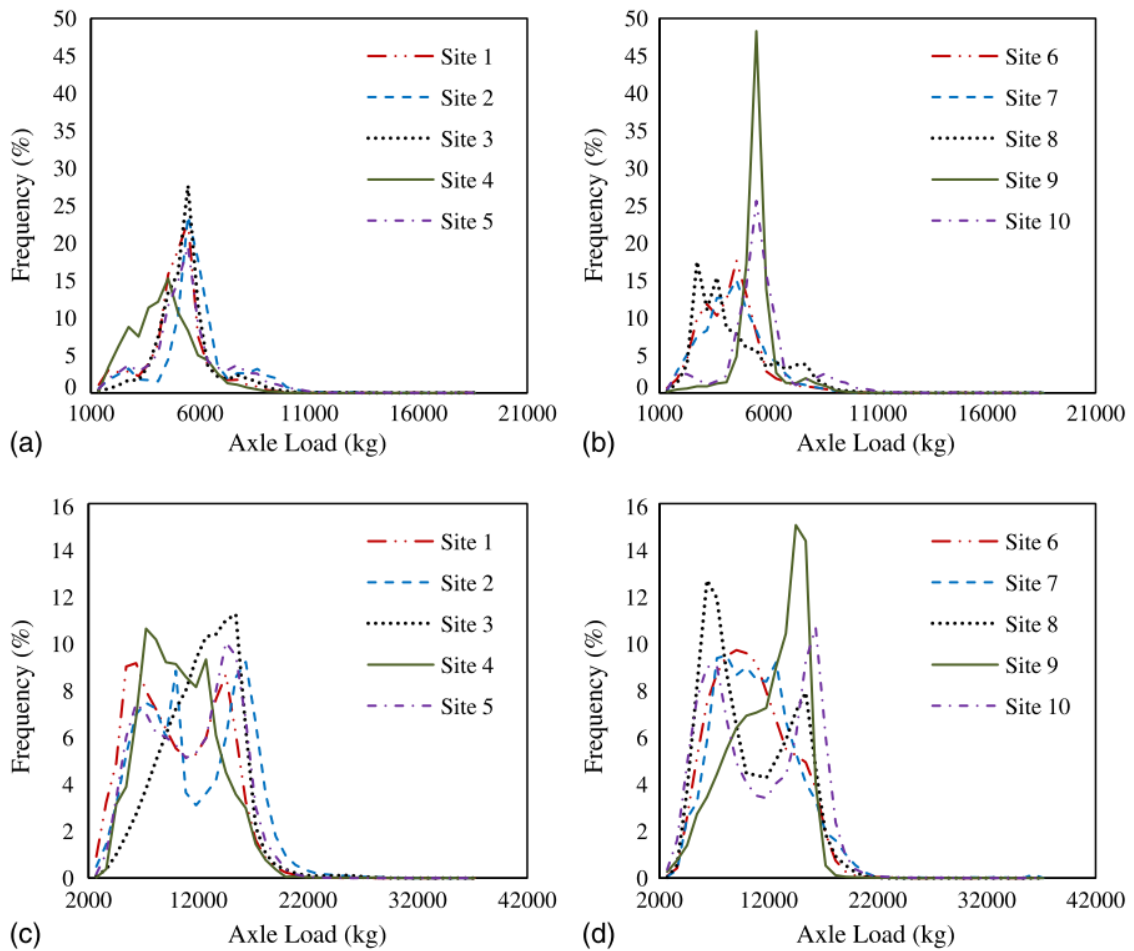 50
45
40
35
30
25
20
15
10
5
0
Frequency (%)
Site 1
Site 2
Site 3
Site 4
Site 5
1000 6000 11000 16000 21000
(a) Axle Load (kg)
50
45
40
35
30
25
20
15
10
5
0
Frequency (%)
Site 6
Site 7
Site 8
Site 9
Site 10
1000 6000 11000 16000 21000
(b) Axle Load (kg)
16
14
12
10
8
6
4
2
0
Frequency (%)
Site 1
Site 2
Site 3
Site 4
Site 5
2000 12000 22000 32000 42000
(c) Axle Load (kg)
16
14
12
10
8
6
4
2
0
Frequency (%)
Site 6
Site 7
Site 8
Site 9
Site 10
2000 12000 22000 32000 42000
(d) Axle Load (kg)